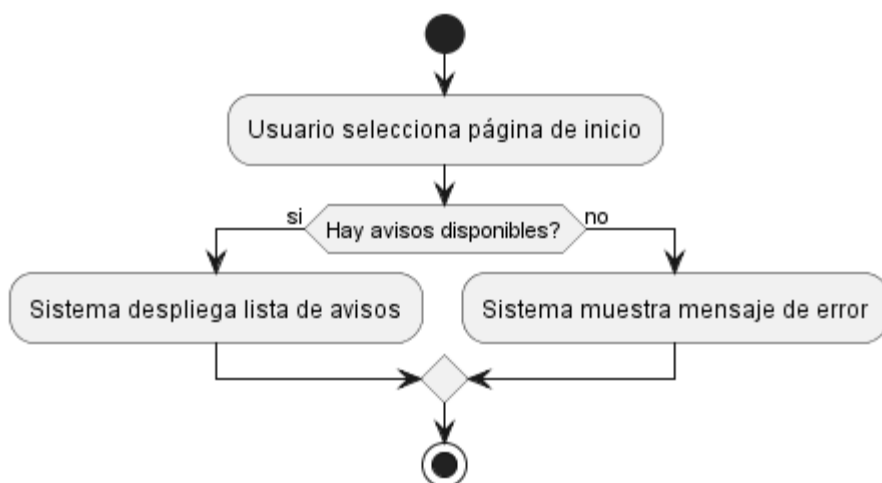 Usuario selecciona página de inicio
si
Hay avisos disponibles?
no
Sistema despliega lista de avisos
Sistema muestra mensaje de error